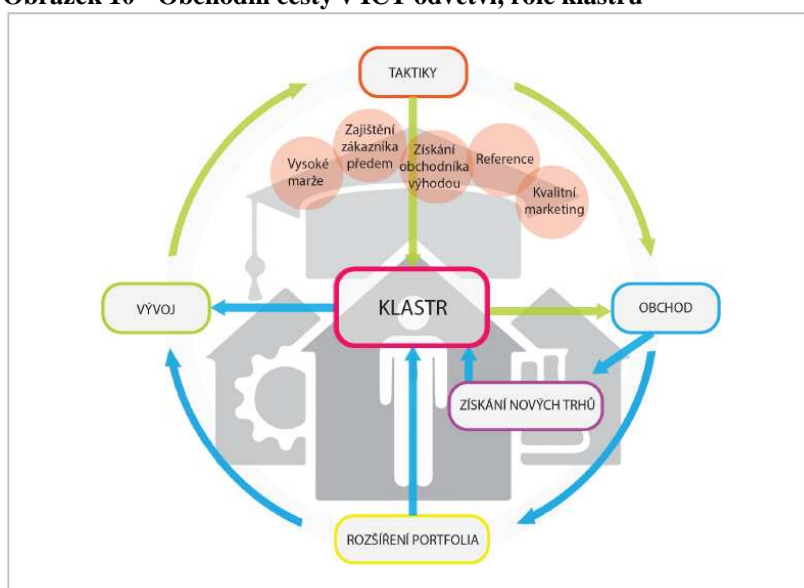 Obrázek 10 - Obchodní cesty v ICT odvětví, role klastru
TAKTIKY
Vysoké
marže
Zajištění
zákazníka
předem
Získání
obchodníka
výhodou
Reference
Kvalitní
marketing
VÝVOJ
KLASTR
OBCHOD
ZÍSKÁNÍ NOVÝCH TRHŮ
ROZŠÍŘENÍ PORTFOLIA